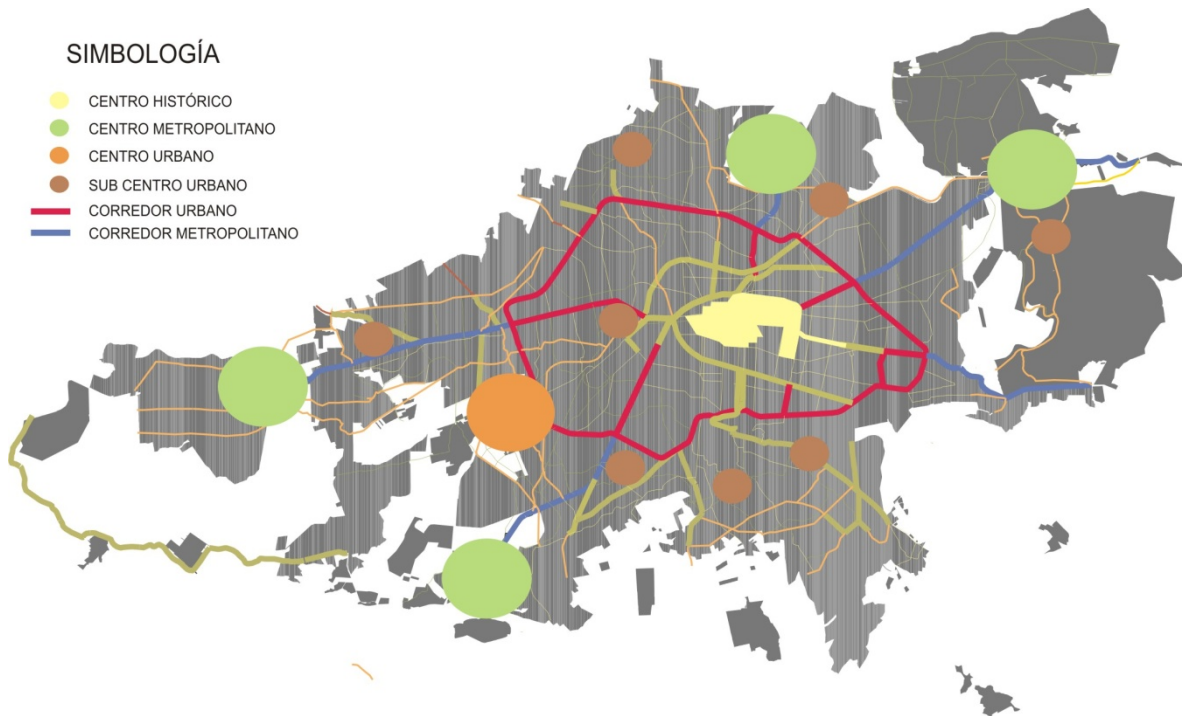 SIMBOLOGÍA
CENTRO HISTÓRICO
CENTRO METROPOLITANO
CENTRO URBANO
SUB CENTRO URBANO
CORREDOR URBANO
CORREDOR METROPOLITANO